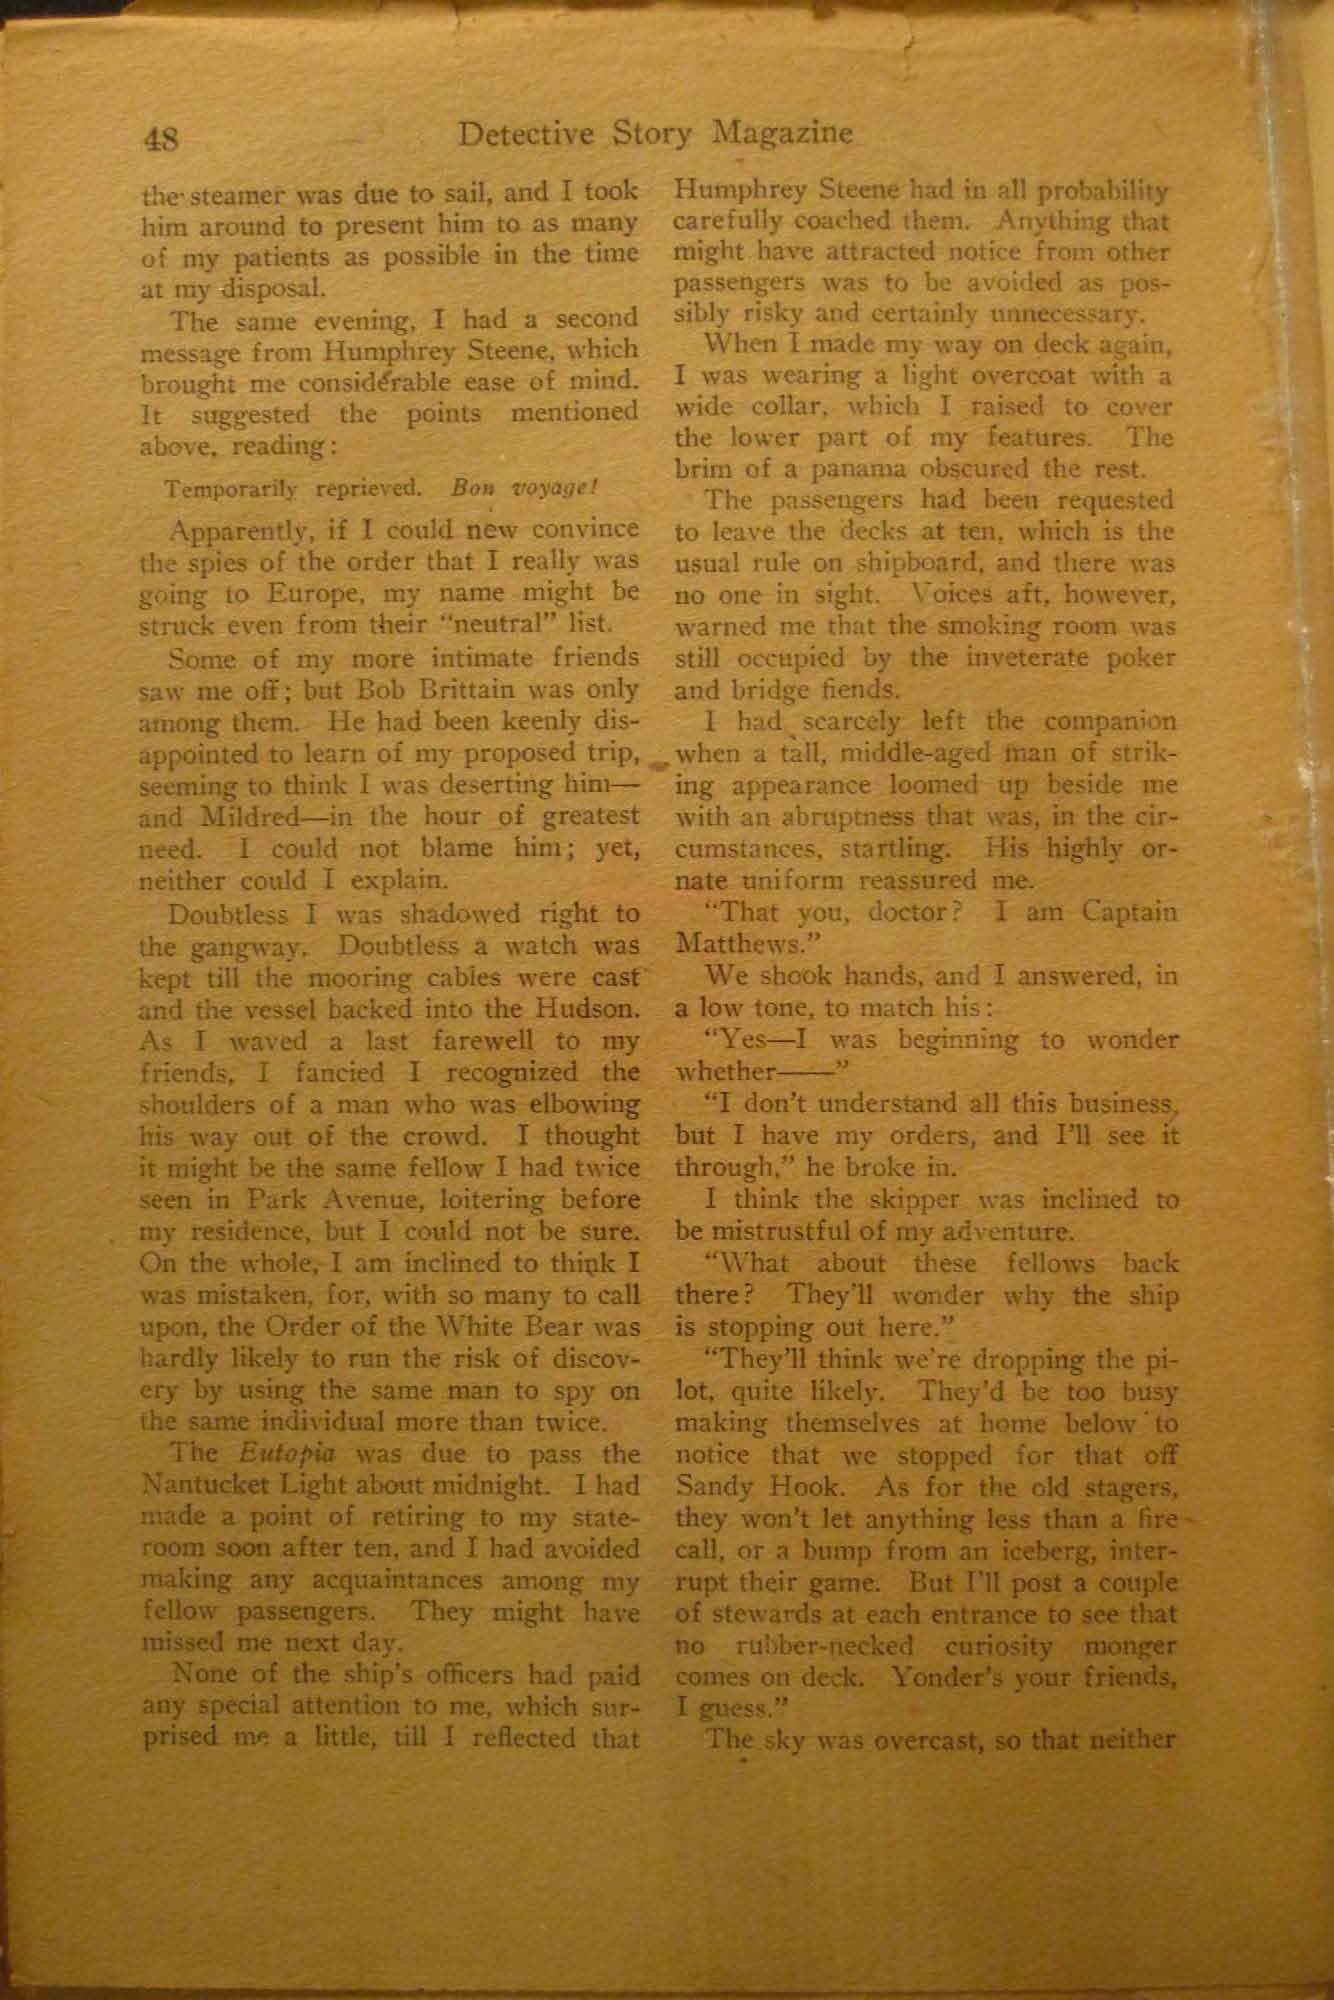 48
Detective Story Magazine
the steamer was due to sail, and I took
him around to present him to as many
of my patients as possible in the time
at my disposal.
The same evening, I had a second
message from Humphrey Steene, which
brought me considerable ease of mind.
It suggested the points mentioned
above, reading:
Temporarily reprieved. Bon voyage!
Apparently, if I could new convince
the spies of the order that I really was
going to Europe, my name might be
struck even from their "neutral" list.
Some of my more intimate friends
saw me off; but Bob Brittain was only
among them. He had been keenly dis-
appointed to learn of my proposed trip,
seeming to think I was deserting him—
and Mildred—in the hour of greatest
need. I could not blame him; yet,
neither could I explain.
Doubtless I was shadowed right to
the gangway. Doubtless a watch was
kept till the mooring cables were cast
and the vessel backed into the Hudson.
As I waved a last farewell to my
friends, I fancied I recognized the
shoulders of a man who was elbowing
his way out of the crowd. I thought
it might be the same fellow I had twice
seen in Park Avenue, loitering before
my residence, but I could not be sure.
On the whole, I am inclined to think I
was mistaken, for, with so many to call
upon, the Order of the White Bear was
hardly likely to run the risk of discov-
ery by using the same man to spy on
the same individual more than twice.
The Eutopia was due to pass the
Nantucket Light about midnight. I had
made a point of retiring to my state-
room soon after ten, and I had avoided
making any acquaintances among my
fellow passengers. They might have
missed me next day.
None of the ship's officers had paid
any special attention to me, which sur-
prised me a little, till I reflected that
Humphrey Steene had in all probability
carefully coached them. Anything that
might have attracted notice from other
passengers was to be avoided as pos-
sibly risky and certainly unnecessary.
When I made my way on deck again,
I was wearing a light overcoat with a
wide collar, which I raised to cover
the lower part of my features. The
brim of a panama obscured the rest.
The passengers had been requested
to leave the decks at ten, which is the
usual rule on shipboard, and there was
no one in sight. Voices aft, however,
warned me that the smoking room was
still occupied by the inveterate poker
and bridge fiends.
I had scarcely left the companion
when a tall, middle-aged man of strik-
ing appearance loomed up beside me
with an abruptness that was, in the cir-
cumstances, startling. His highly or-
nate uniform reassured me.
"That you, doctor? I am Captain
Matthews."
We shook hands, and I answered, in
a low tone, to match his:
"Yes—I was beginning to wonder
whether——"
"I don't understand all this business,
but I have my orders, and I'll see it
through," he broke in.
I think the skipper was inclined to
be mistrustful of my adventure.
"What about these fellows back
there? They'll wonder why the ship
is stopping out here."
"They'll think we're dropping the pi-
lot, quite likely. They'd be too busy
making themselves at home below to
notice that we stopped for that off
Sandy Hook. As for the old stagers,
they won't let anything less than a fire
call, or a bump from an iceberg, inter-
rupt their game. But I'll post a couple
of stewards at each entrance to see that
no rubber-necked curiosity monger
comes on deck. Yonder's your friends,
I guess."
The sky was overcast, so that neither